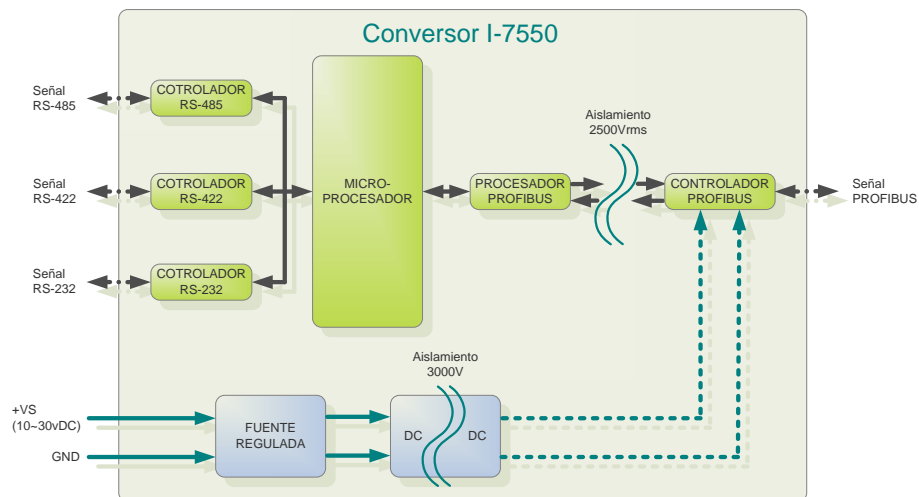 Conversor I-7550
Señal
RS-485
COTROLADOR
RS-485
Señal
RS-422
COTROLADOR
RS-422
Señal
RS-232
COTROLADOR
RS-232
MICRO-
PROCESADOR
PROCESADOR
PROFIBUS
Aislamiento
2500Vrms
CONTROLADOR
PROFIBUS
Señal
PROFIBUS
+VS
(10~30vDC)
GND
FUENTE
REGULADA
Aislamiento
3000V
DC
DC